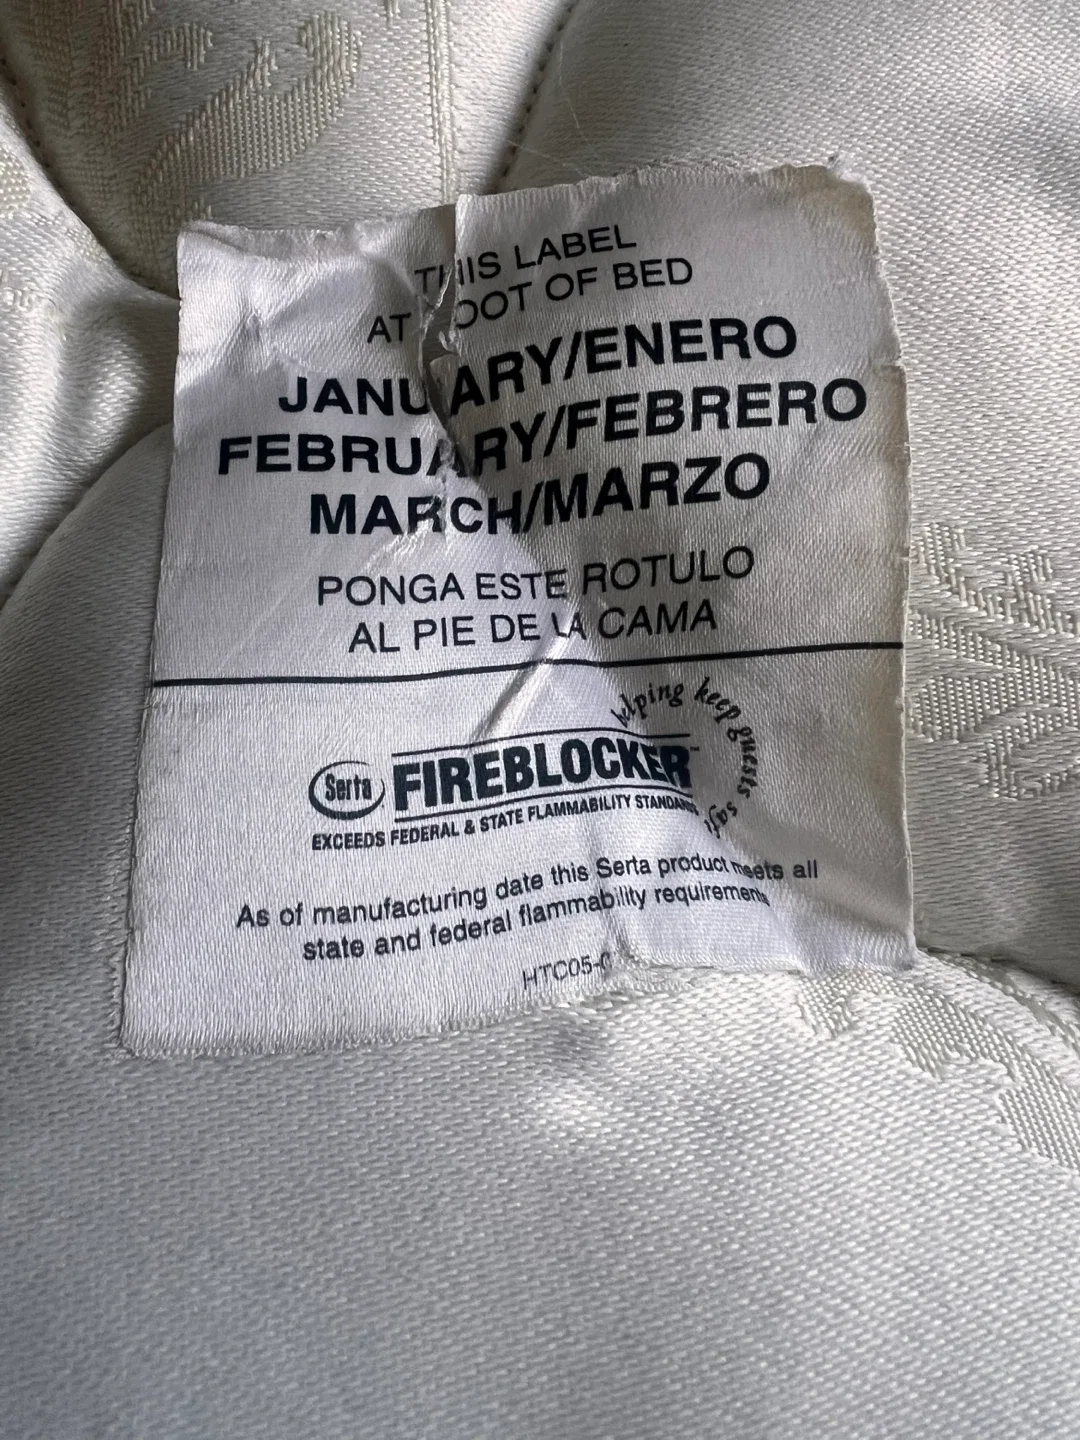 THIS LABEL
AT FOOT OF BED
JANUARY/ENERO
FEBRUARY/FEBRERO
MARCH/MARZO
PONGA ESTE ROTULO
AL PIE DE LA CAMA
helping keep guests safe
Serta FIREBLOCKER™
EXCEEDS FEDERAL & STATE FLAMMABILITY STANDARDS
As of manufacturing date this Serta product meets all
state and federal flammability requirements
HTC05-